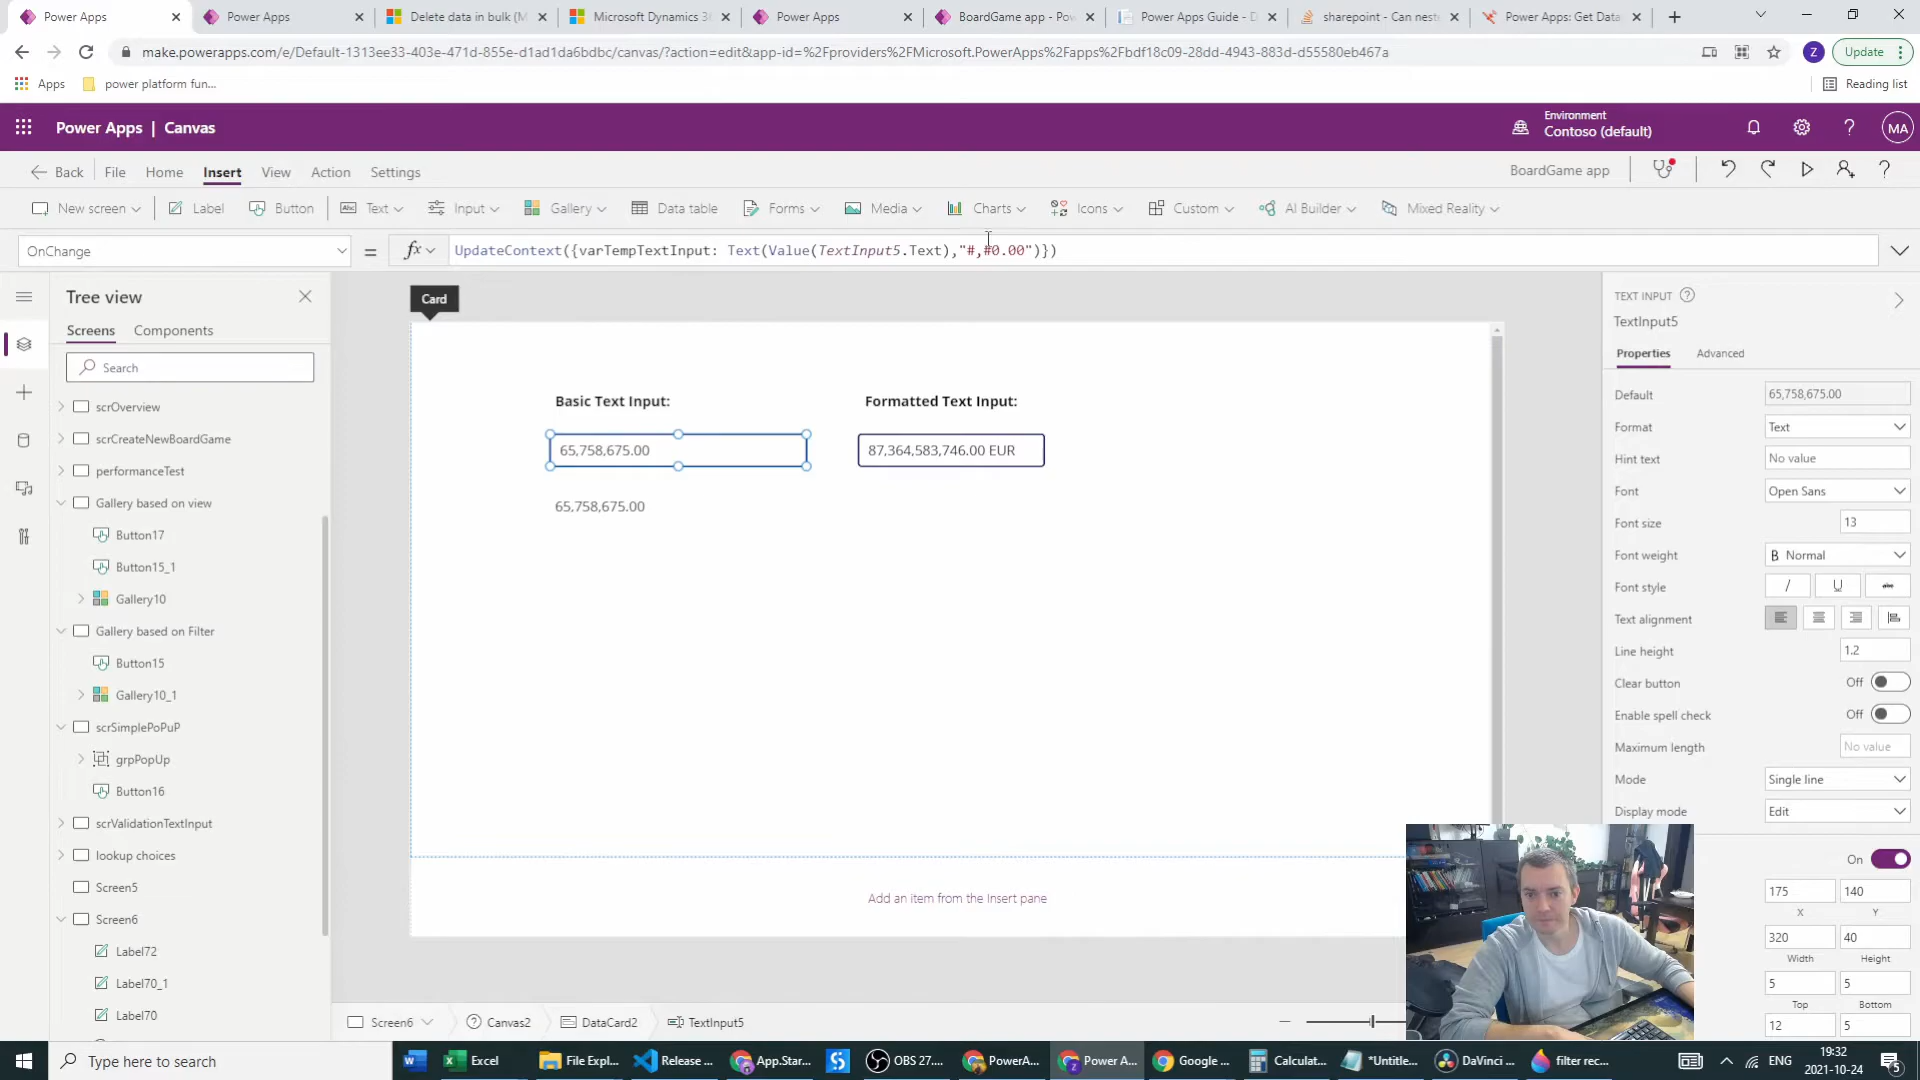 Power Apps
Power Apps
Delete data in bulk (M
Microsoft Dynamics 3
Power Apps
BoardGame app - Pow
Power Apps Guide - D
sharepoint - Can nest
Power Apps: Get Data
make.powerapps.com/e/Default-1313ee33-403e-471d-855e-d1ad1da6bdbc/canvas/?action=edit&app-id=%2Fproviders%2FMicrosoft.PowerApps%2Fapps%2Fbdf18c09-28dd-4943-883d-d55580eb467a
Z
Update
Apps
power platform fun...
Reading list
Power Apps | Canvas
Environment
Contoso (default)
?
MA
Back
File
Home
Insert
View
Action
Settings
BoardGame app
?
New screen
Label
Button
Text
Input
Gallery
Data table
Forms
Media
Charts
Icons
Custom
AI Builder
Mixed Reality
OnChange
=
fx
UpdateContext({varTempTextInput: Text(Value(TextInput5.Text),"#,#0.00")})
Tree view
Screens
Components
Search
scrOverview
scrCreateNewBoardGame
performanceTest
Gallery based on view
Button17
Button15_1
Gallery10
Gallery based on Filter
Button15
Gallery10_1
scrSimplePoPuP
grpPopUp
Button16
scrValidationTextInput
lookup choices
Screen5
Screen6
Label72
Label70_1
Label70
Card
Basic Text Input:
Formatted Text Input:
65,758,675.00
87,364,583,746.00 EUR
65,758,675.00
Add an item from the Insert pane
Screen6
Canvas2
DataCard2
TextInput5
TEXT INPUT
TextInput5
Properties
Advanced
Default
65,758,675.00
Format
Text
Hint text
No value
Font
Open Sans
Font size
13
Font weight
B Normal
Font style
/
U
abc
Text alignment
Line height
1.2
Clear button
Off
Enable spell check
Off
Maximum length
No value
Mode
Single line
Display mode
Edit
On
175
140
X
Y
320
40
Width
Height
5
5
Top
Bottom
12
5
Type here to search
Excel
File Expl...
Release ...
App.Star...
OBS 27....
PowerA...
Power A...
Google ...
Calculat...
*Untitle...
DaVinci ...
filter rec...
ENG
19:32
2021-10-24
5